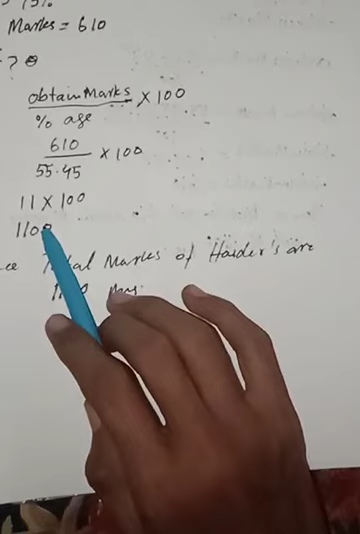 Marks = 610
?
obtain Marks × 100
% age
610 × 100
55.45
11 × 100
1100
Total Marks of Haider's are